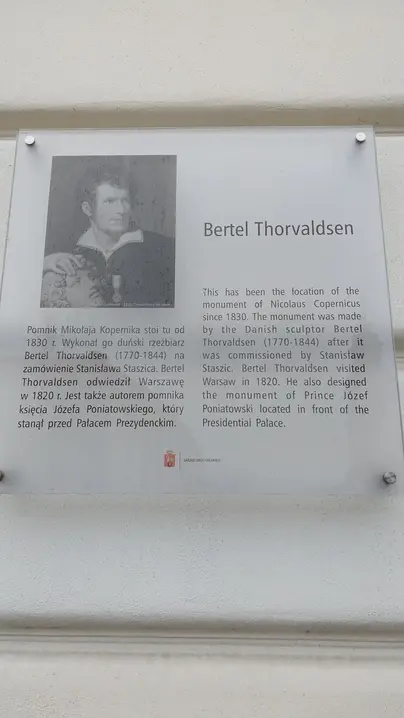 Bertel Thorvaldsen
Pomnik Mikołaja Kopernika stoi tu od
1830 r. Wykonał go duński rzeźbiarz
Bertel Thorvaldsen (1770-1844) na
zamówienie Stanisława Staszica. Bertel
Thorvaldsen odwiedził Warszawę
w 1820 r. Jest także autorem pomnika
księcia Józefa Poniatowskiego, który
stanął przed Pałacem Prezydenckim.
This has been the location of the
monument of Nicolaus Copernicus
since 1830. The monument was made
by the Danish sculptor Bertel
Thorvaldsen (1770-1844) after it
was commissioned by Stanisław
Staszic. Bertel Thorvaldsen visited
Warsaw in 1820. He also designed
the monument of Prince Józef
Poniatowski located in front of the
Presidential Palace.